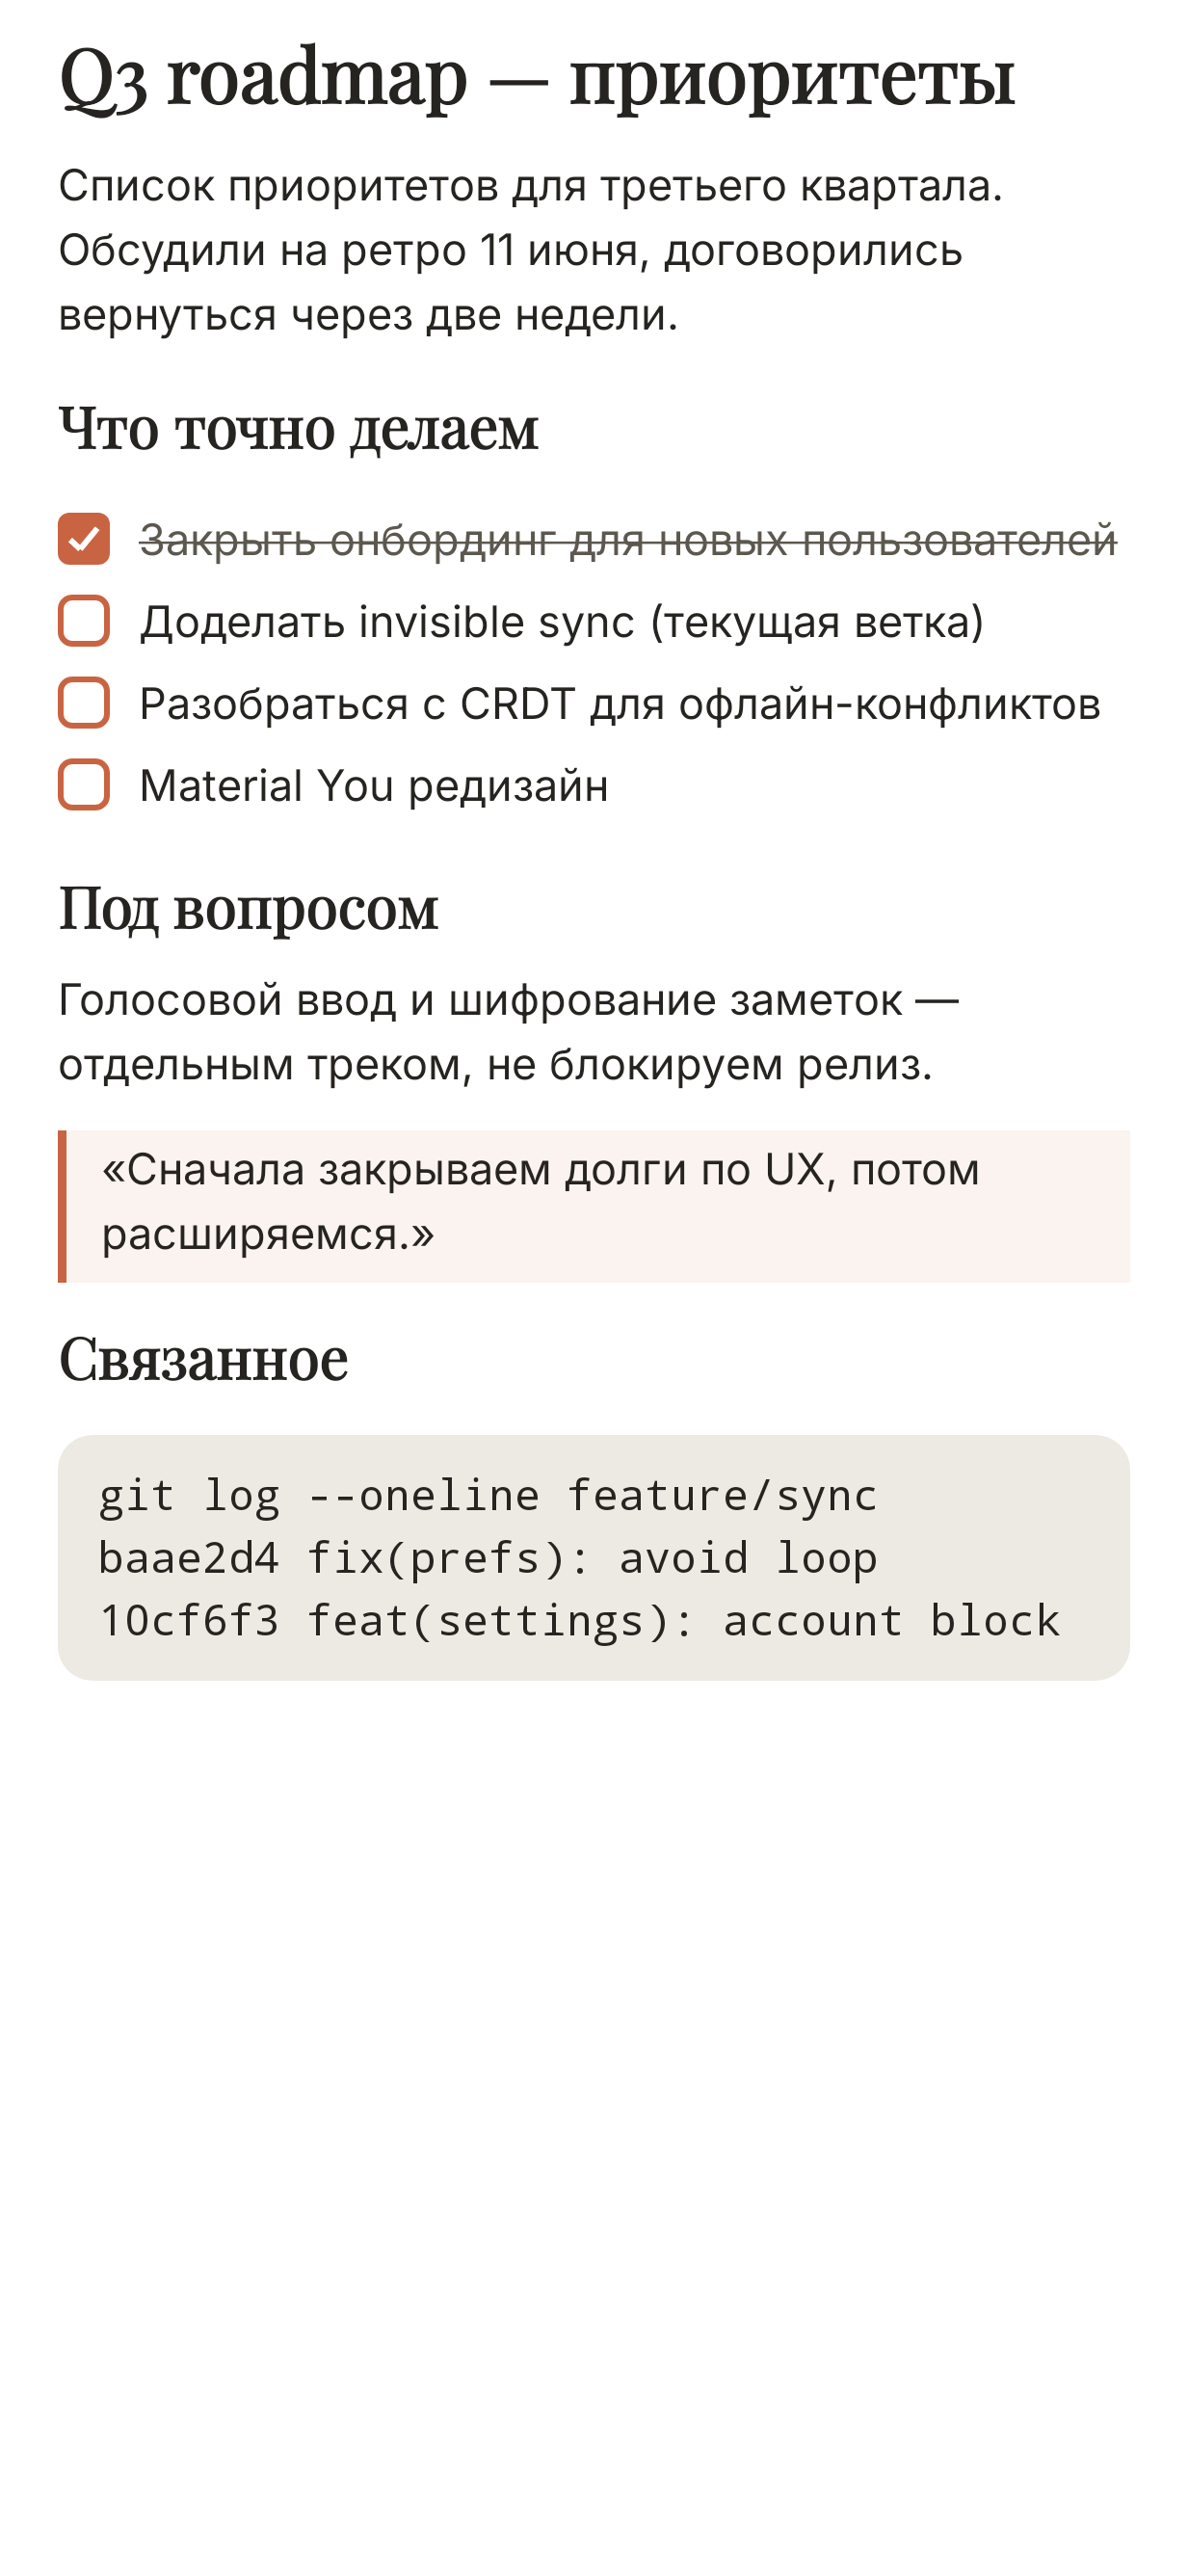 Q3 roadmap — приоритеты
Список приоритетов для третьего квартала.
Обсудили на ретро 11 июня, договорились
вернуться через две недели.
Что точно делаем
Закрыть онбординг для новых пользователей
Доделать invisible sync (текущая ветка)
Разобраться с CRDT для офлайн-конфликтов
Material You редизайн
Под вопросом
Голосовой ввод и шифрование заметок —
отдельным треком, не блокируем релиз.
«Сначала закрываем долги по UX, потом
расширяемся.»
Связанное
git log --oneline feature/sync
baae2d4 fix(prefs): avoid loop
10cf6f3 feat(settings): account block